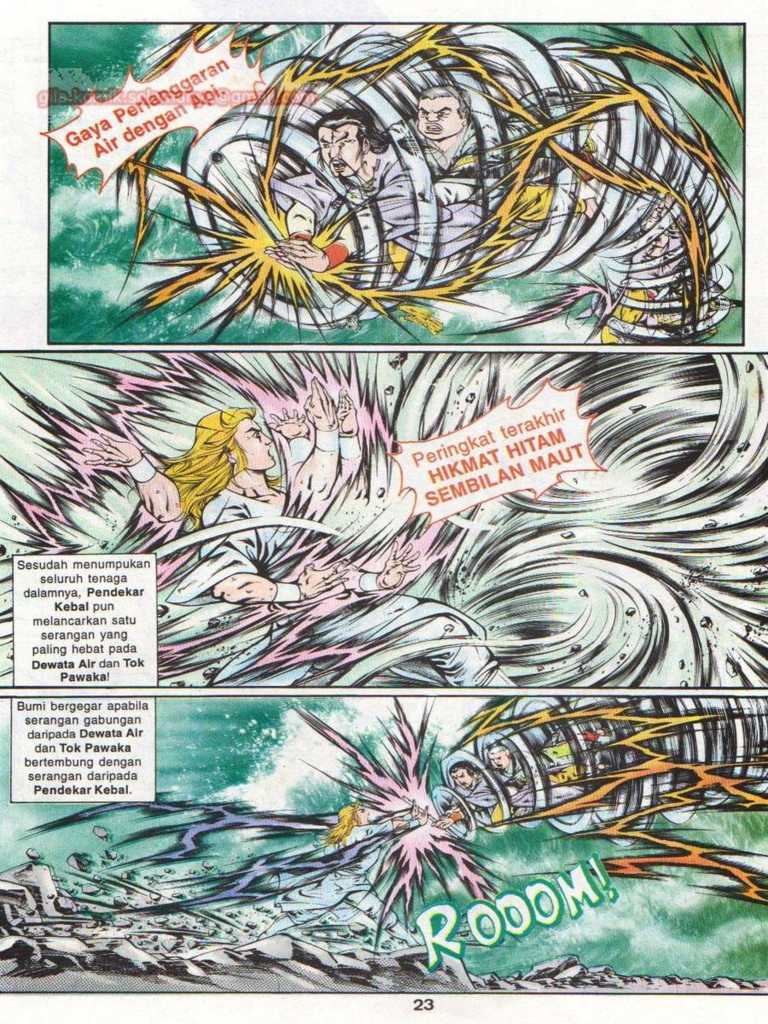 Gaya Perlanggaran
Air dengan Api.
Peringkat terakhir
HIKMAT HITAM
SEMBILAN MAUT
Sesudah menumpukan
seluruh tenaga
dalamnya, Pendekar
Kebal pun
melancarkan satu
serangan yang
paling hebat pada
Dewata Air dan Tok
Pawaka!
Bumi bergegar apabila
serangan gabungan
daripada Dewata Air
dan Tok Pawaka
bertembung dengan
serangan daripada
Pendekar Kebal.
ROOOM!
23